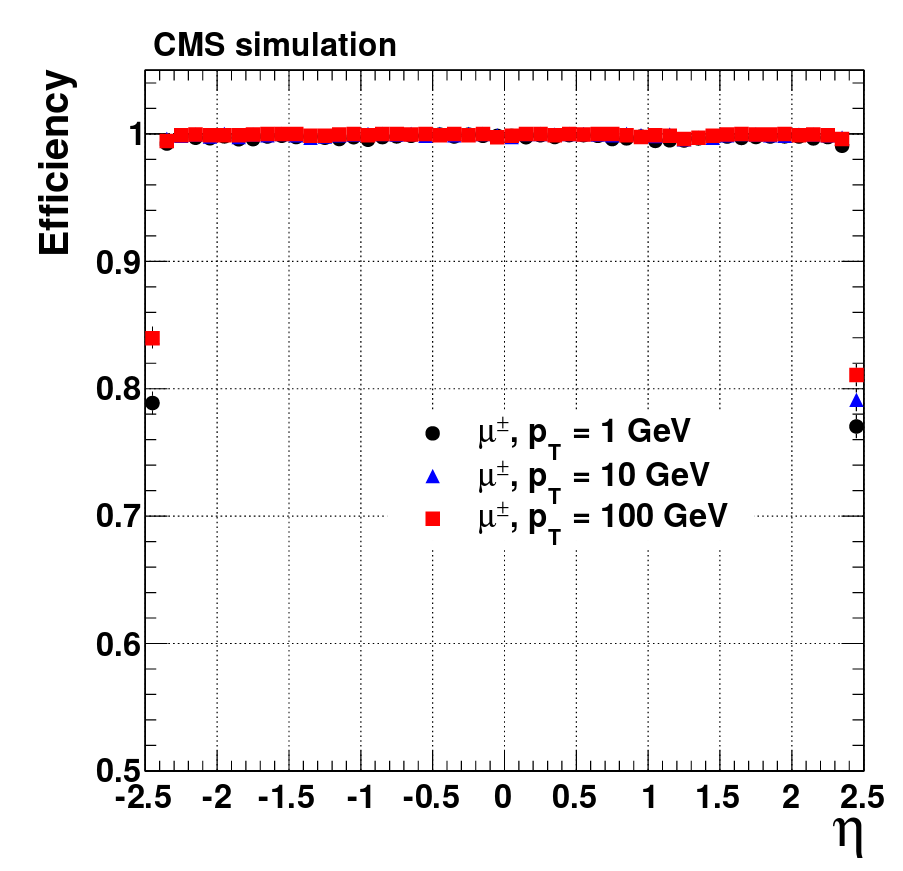 CMS simulation
Efficiency
1
0.9
0.8
0.7
0.6
0.5
μ±, pT = 1 GeV
μ±, pT = 10 GeV
μ±, pT = 100 GeV
-2.5 -2 -1.5 -1 -0.5 0 0.5 1 1.5 2 2.5
η